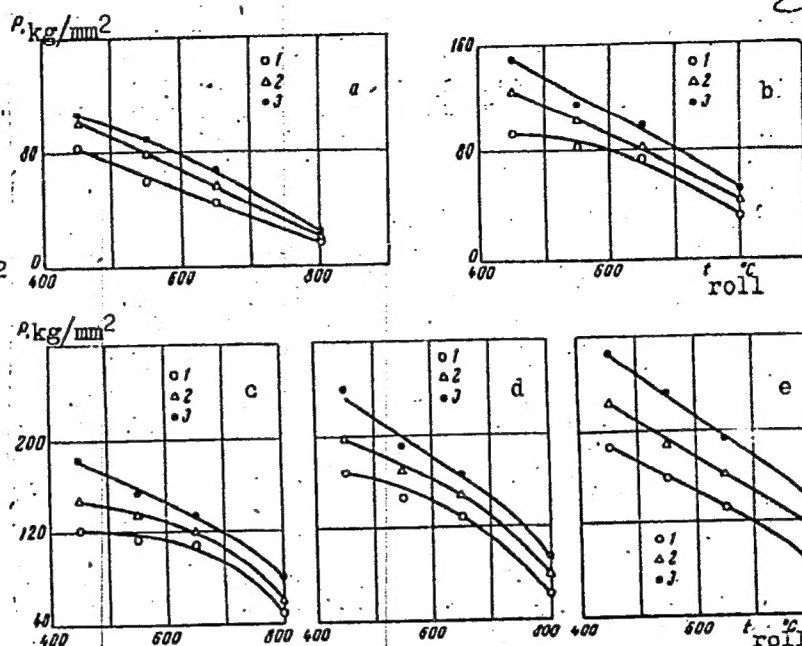 P. kg/mm2
160
o 1
Δ 2
• 3
a
o 1
Δ 2
• 3
b
80
80
0
0
2
400
600
800
400
600
t °C
roll
P. kg/mm2
o 1
Δ 2
• 3
c
o 1
Δ 2
• 3
d
e
200
120
o 1
Δ 2
• 3
40
400
600
800
400
600
800
400
600
t °C
roll